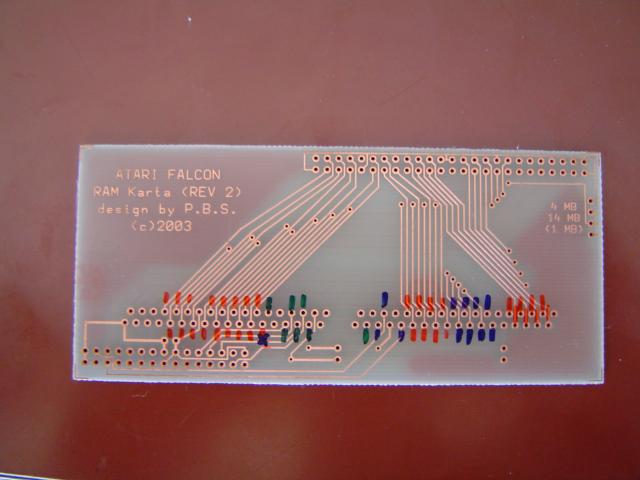 ATARI FALCON
RAM Karta (REV 2)
design by P.B.S.
(c)2003
4 MB
14 MB
(1 MB)